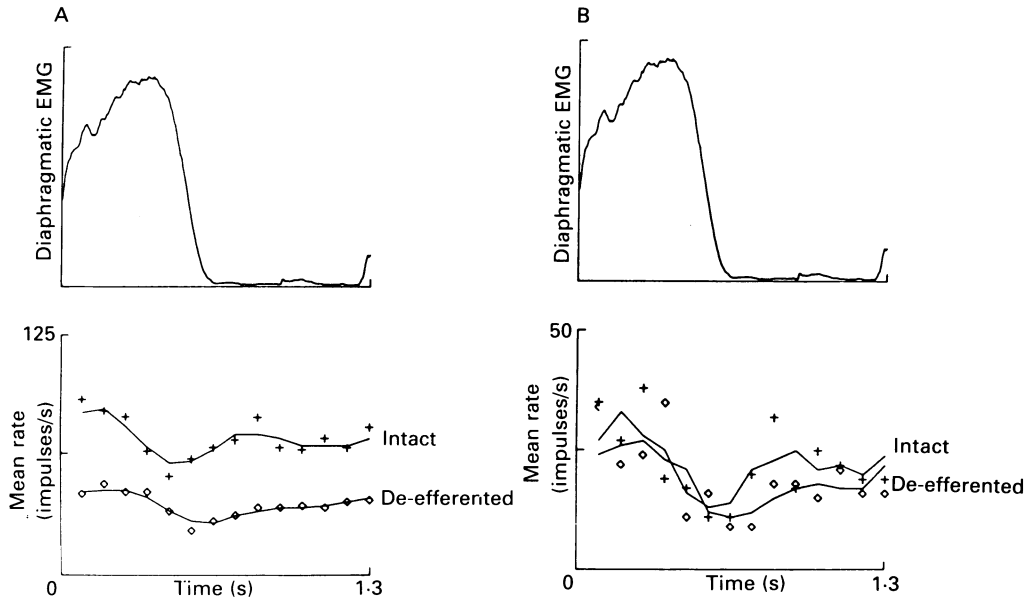 A
B
Diaphragmatic EMG
Diaphragmatic EMG
125
Mean rate
(impulses/s)
Intact
De-efferented
0
Time (s)
1·3
50
Mean rate
(impulses/s)
Intact
De-efferented
0
Time (s)
1·3